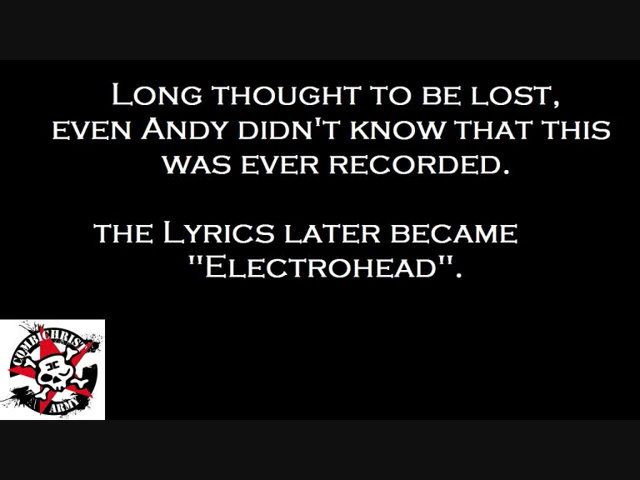 Long thought to be lost,
even Andy didn't know that this
was ever recorded.
the Lyrics later became
"Electrohead".
COMBICHRIST
ARMY